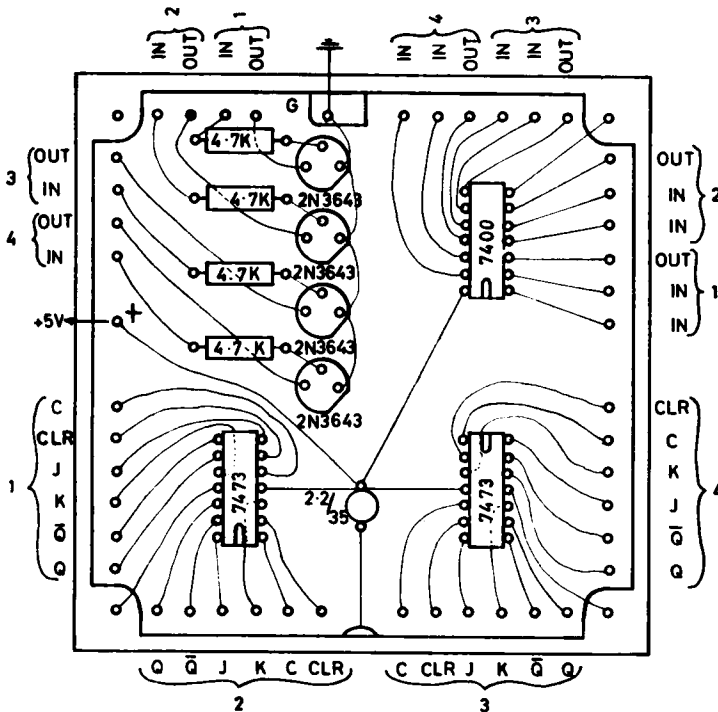 2 1 4 3
IN OUT IN OUT IN IN OUT IN IN OUT
G
4·7K
2N3643
4·7K
2N3643
4·7K
2N3643
4·7 K
2N3643
3 OUT
IN
4 OUT
IN
+5V +
7400
OUT
IN 2
IN
OUT
IN 1
IN
1
C
CLR
J
K
Q̅
Q
7473
2·2/35
7473
CLR
C
K
J
Q̅
Q
4
Q Q̅ J K C CLR
2
C CLR J K Q̅ Q
3